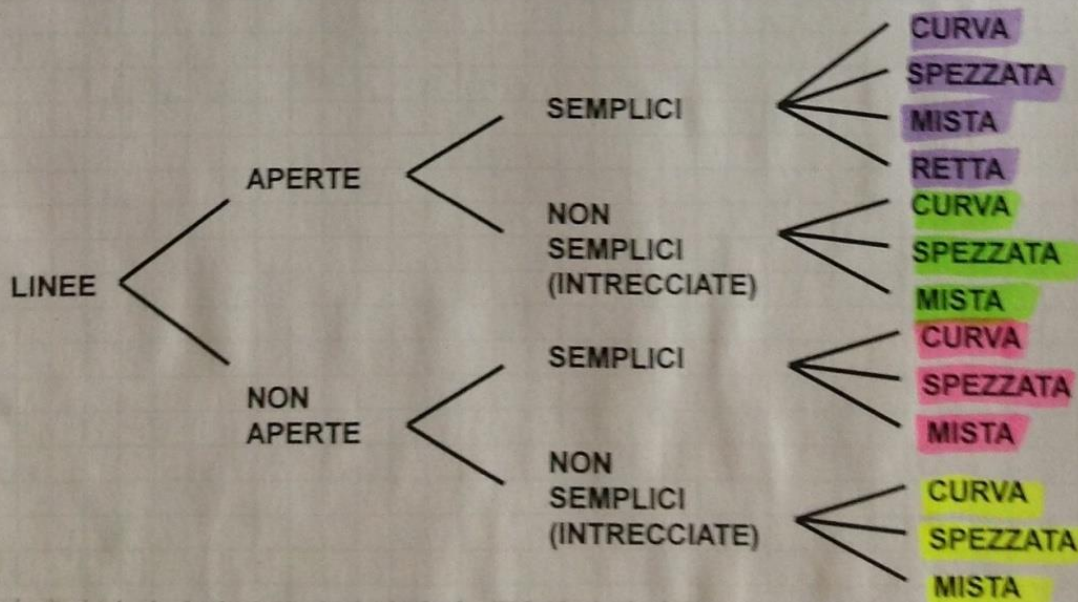 LINEE
APERTE
SEMPLICI
CURVA
SPEZZATA
MISTA
RETTA
NON
SEMPLICI
(INTRECCIATE)
CURVA
SPEZZATA
MISTA
NON
APERTE
SEMPLICI
CURVA
SPEZZATA
MISTA
NON
SEMPLICI
(INTRECCIATE)
CURVA
SPEZZATA
MISTA